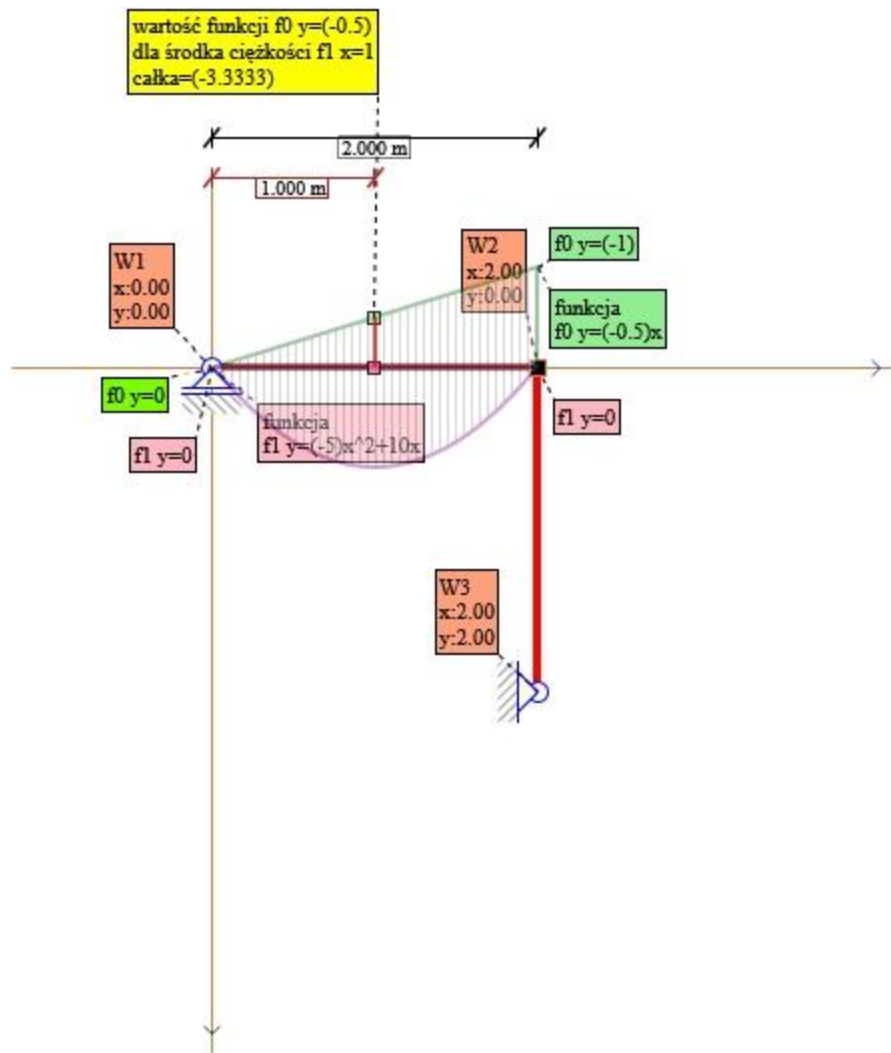 wartość funkcji f0 y=(-0.5)
dla środka ciężkości f1 x=1
całka=(-3.3333)
2.000 m
1.000 m
W1
x:0.00
y:0.00
W2
x:2.00
y:0.00
f0 y=(-1)
funkcja
f0 y=(-0.5)x
f0 y=0
f1 y=0
funkcja
f1 y=(-5)x^2+10x
f1 y=0
W3
x:2.00
y:2.00